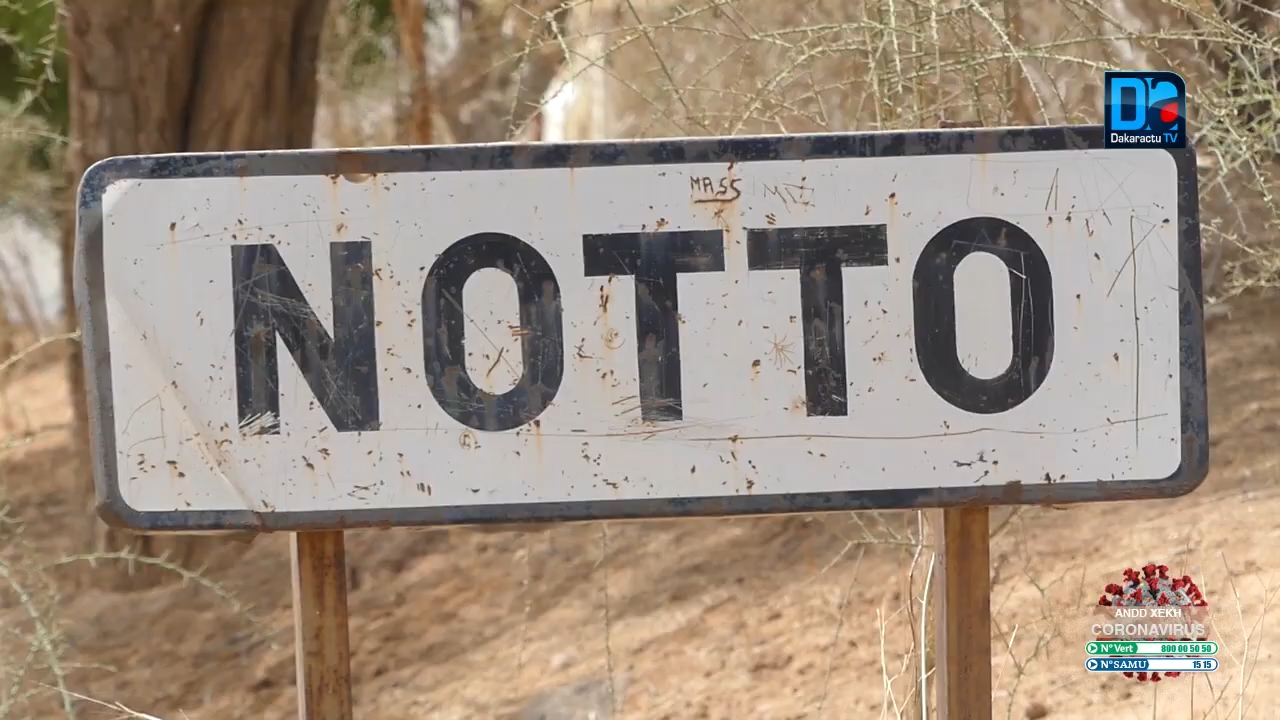 Dakaractu TV
MASS
NOTTO
ANDD XEKH
CORONAVIRUS
N° Vert 800 00 50 50
N° SAMU 15 15